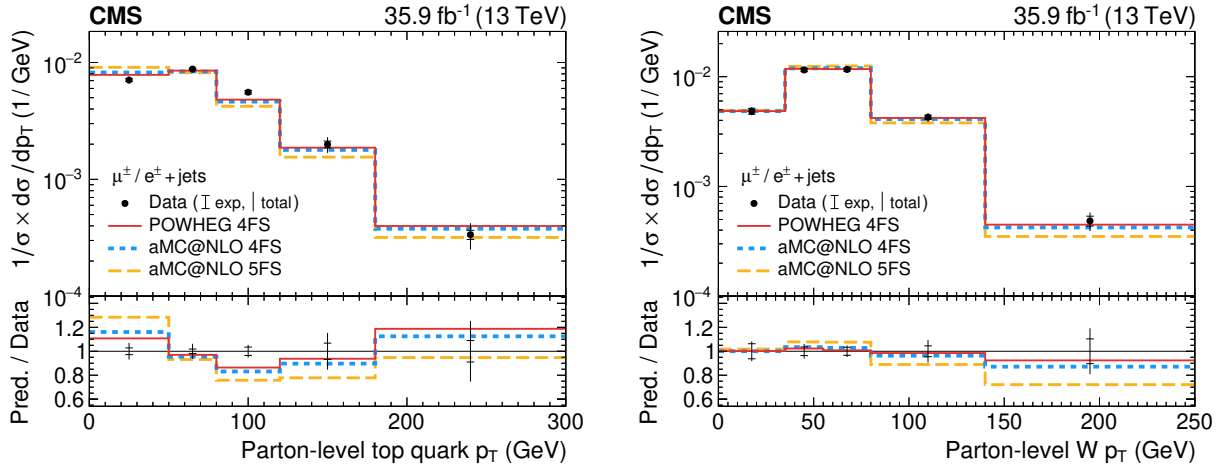 CMS 35.9 fb⁻¹ (13 TeV)
1/σ × dσ/dp_T (1/GeV)
10⁻²
10⁻³
10⁻⁴
μ± / e± + jets
Data (I exp, | total)
POWHEG 4FS
aMC@NLO 4FS
aMC@NLO 5FS
Pred. / Data
1.4
1.2
1
0.8
0.6
0 100 200 300
Parton-level top quark p_T (GeV)
CMS 35.9 fb⁻¹ (13 TeV)
1/σ × dσ/dp_T (1/GeV)
10⁻²
10⁻³
10⁻⁴
μ± / e± + jets
Data (I exp, | total)
POWHEG 4FS
aMC@NLO 4FS
aMC@NLO 5FS
Pred. / Data
1.4
1.2
1
0.8
0.6
0 50 100 150 200 250
Parton-level W p_T (GeV)